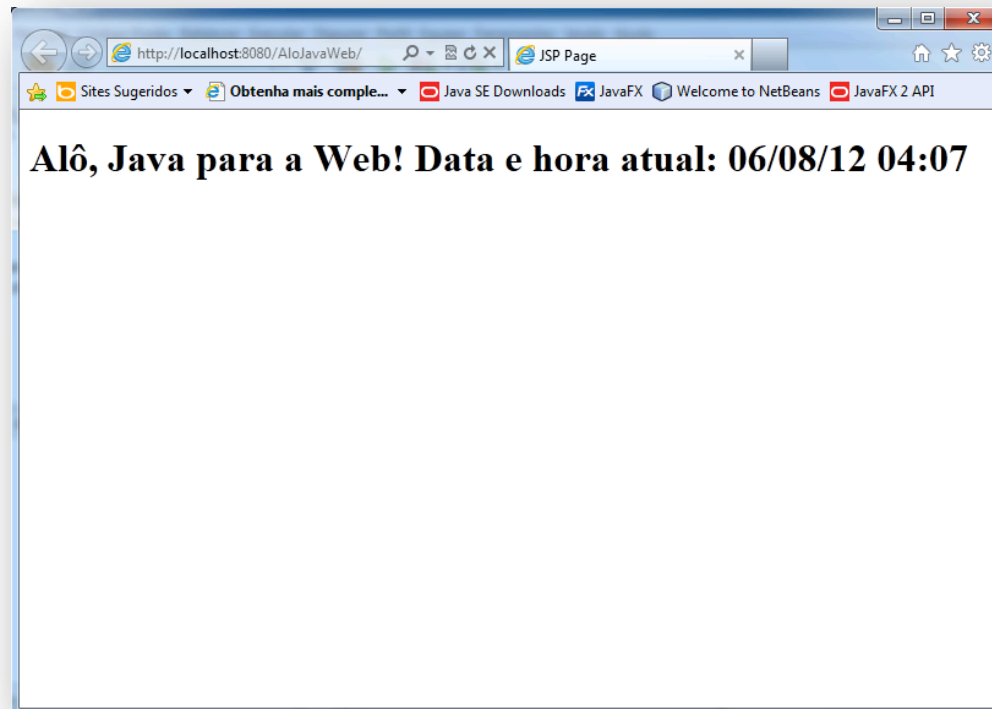 http://localhost:8080/AloJavaWeb/
JSP Page
Sites Sugeridos
Obtenha mais comple...
Java SE Downloads
JavaFX
Welcome to NetBeans
JavaFX 2 API
Alô, Java para a Web! Data e hora atual: 06/08/12 04:07